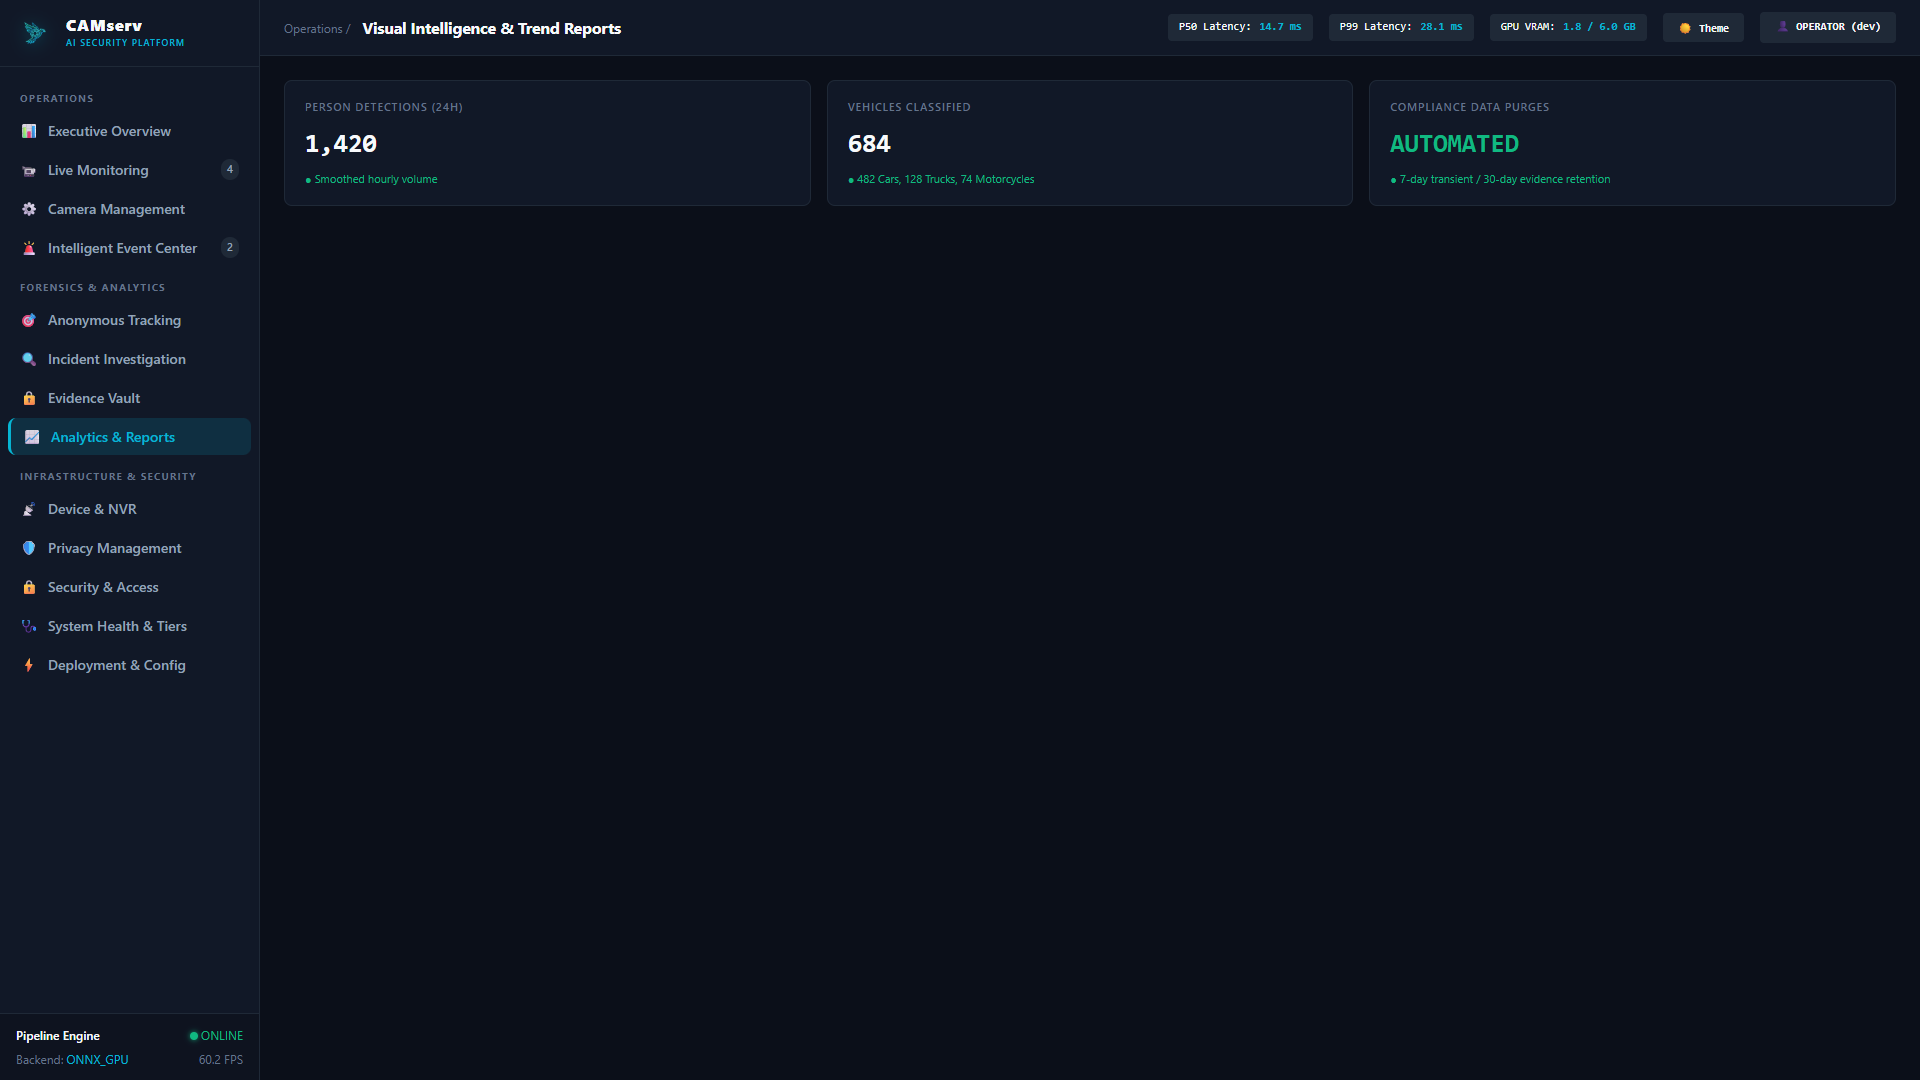 CAMserv
AI SECURITY PLATFORM
OPERATIONS
Executive Overview
Live Monitoring 4
Camera Management
Intelligent Event Center 2
FORENSICS & ANALYTICS
Anonymous Tracking
Incident Investigation
Evidence Vault
Analytics & Reports
INFRASTRUCTURE & SECURITY
Device & NVR
Privacy Management
Security & Access
System Health & Tiers
Deployment & Config
Pipeline Engine ONLINE
Backend: ONNX_GPU 60.2 FPS
Operations / Visual Intelligence & Trend Reports
P50 Latency: 14.7 ms
P99 Latency: 28.1 ms
GPU VRAM: 1.8 / 6.0 GB
Theme
OPERATOR (dev)
PERSON DETECTIONS (24H)
1,420
● Smoothed hourly volume
VEHICLES CLASSIFIED
684
● 482 Cars, 128 Trucks, 74 Motorcycles
COMPLIANCE DATA PURGES
AUTOMATED
● 7-day transient / 30-day evidence retention